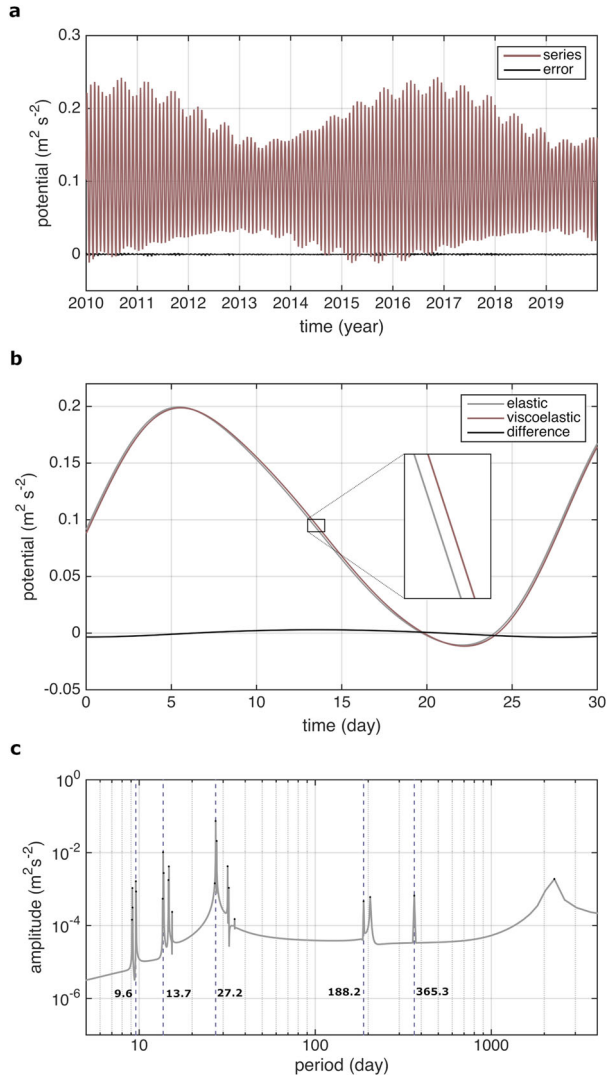 a
0.3
0.2
0.1
0
potential (m² s⁻²)
series
error
2010 2011 2012 2013 2014 2015 2016 2017 2018 2019
time (year)
b
0.2
0.15
0.1
0.05
0
-0.05
potential (m² s⁻²)
elastic
viscoelastic
difference
0 5 10 15 20 25 30
time (day)
c
10⁰
10⁻²
10⁻⁴
10⁻⁶
amplitude (m²s⁻²)
9.6 13.7 27.2 188.2 365.3
10 100 1000
period (day)